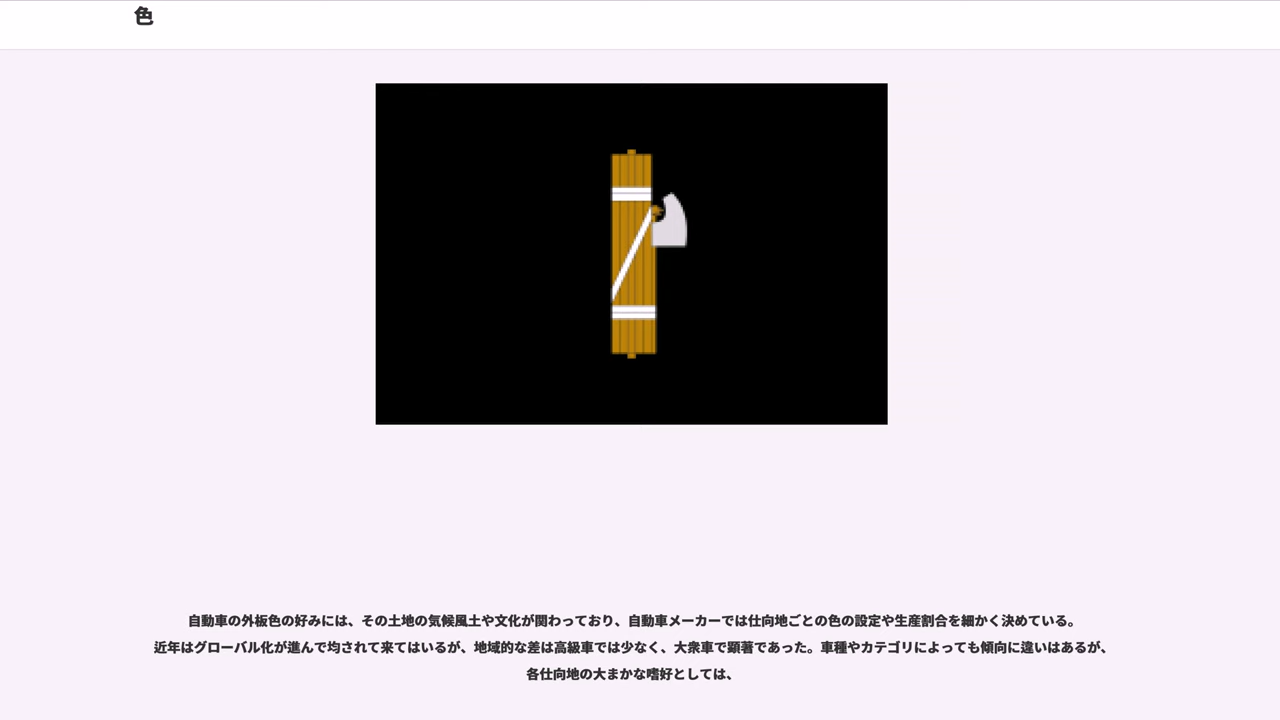 色
自動車の外板色の好みには、その土地の気候風土や文化が関わっており、自動車メーカーでは仕向地ごとの色の設定や生産割合を細かく決めている。
近年はグローバル化が進んで均されて来てはいるが、地域的な差は高級車では少なく、大衆車で顕著であった。車種やカテゴリによっても傾向に違いはあるが、
各仕向地の大まかな嗜好としては、